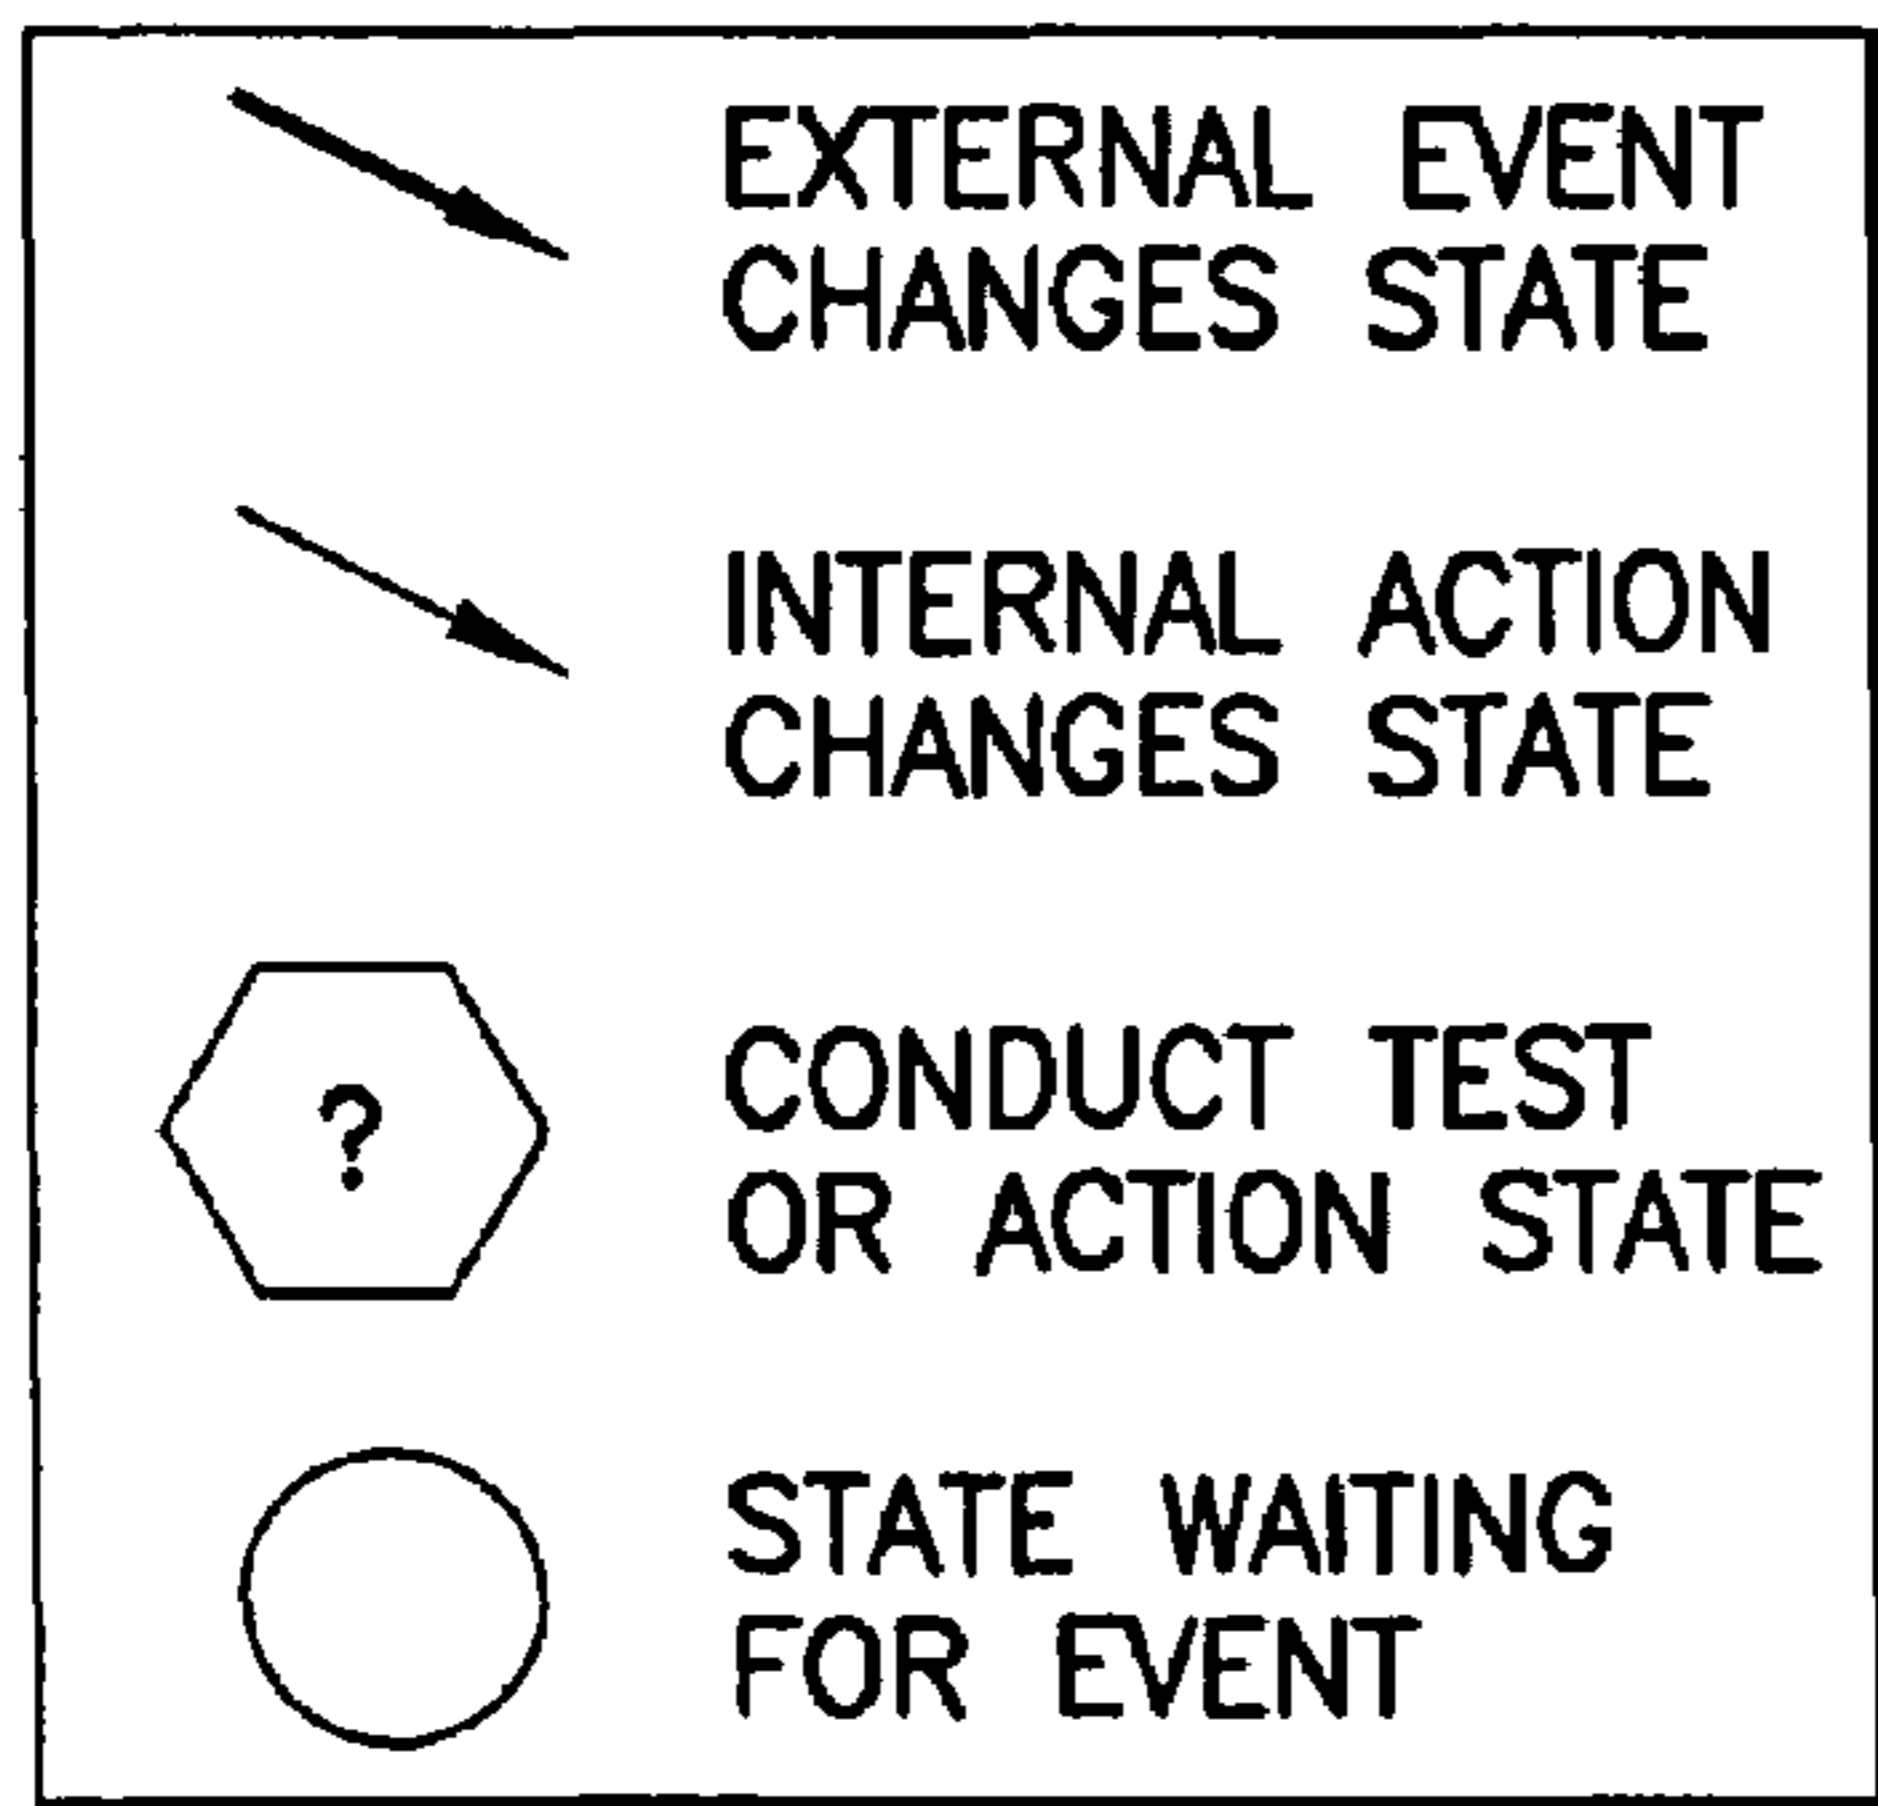 EXTERNAL EVENT
CHANGES STATE
INTERNAL ACTION
CHANGES STATE
?
CONDUCT TEST
OR ACTION STATE
STATE WAITING
FOR EVENT